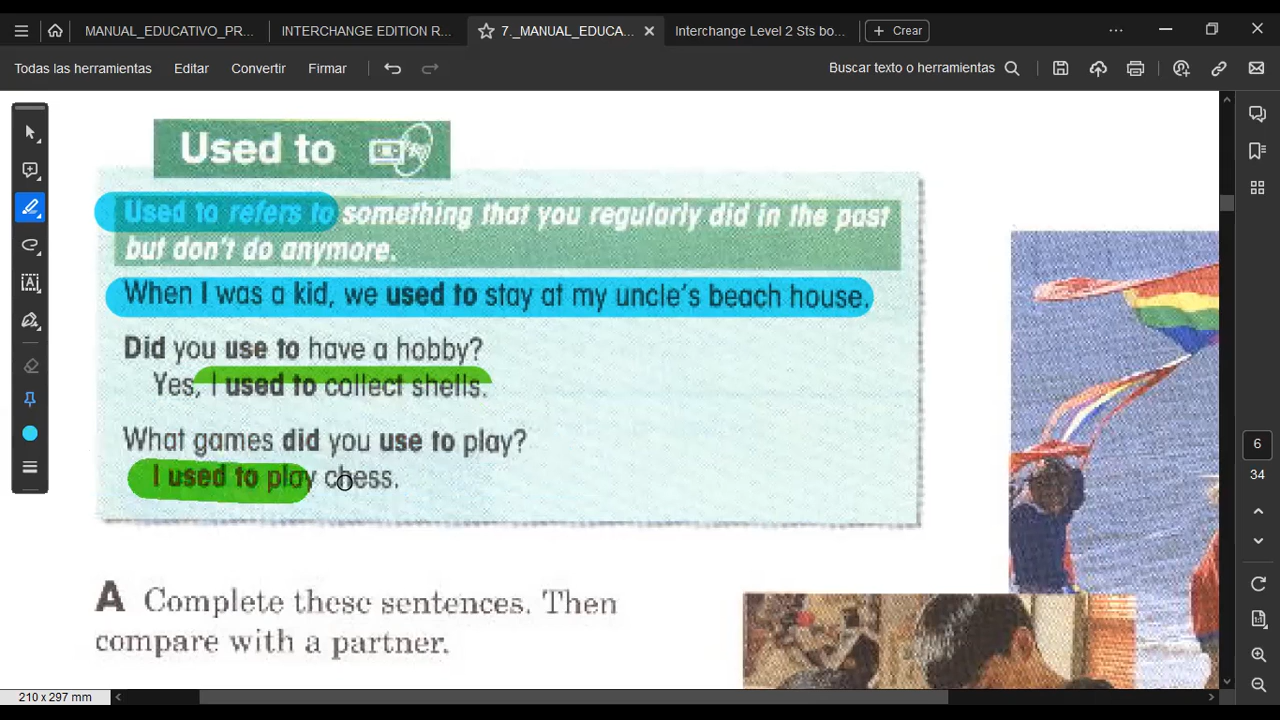 MANUAL_EDUCATIVO_PR...
INTERCHANGE EDITION R...
7._MANUAL_EDUCA...
Interchange Level 2 Sts bo...
Crear
Todas las herramientas
Editar
Convertir
Firmar
Buscar texto o herramientas
Used to
Used to refers to something that you regularly did in the past
but don't do anymore.
When I was a kid, we used to stay at my uncle's beach house.
Did you use to have a hobby?
Yes, I used to collect shells.
What games did you use to play?
I used to play chess.
A Complete these sentences. Then
compare with a partner.
6
34
1:1
210 x 297 mm